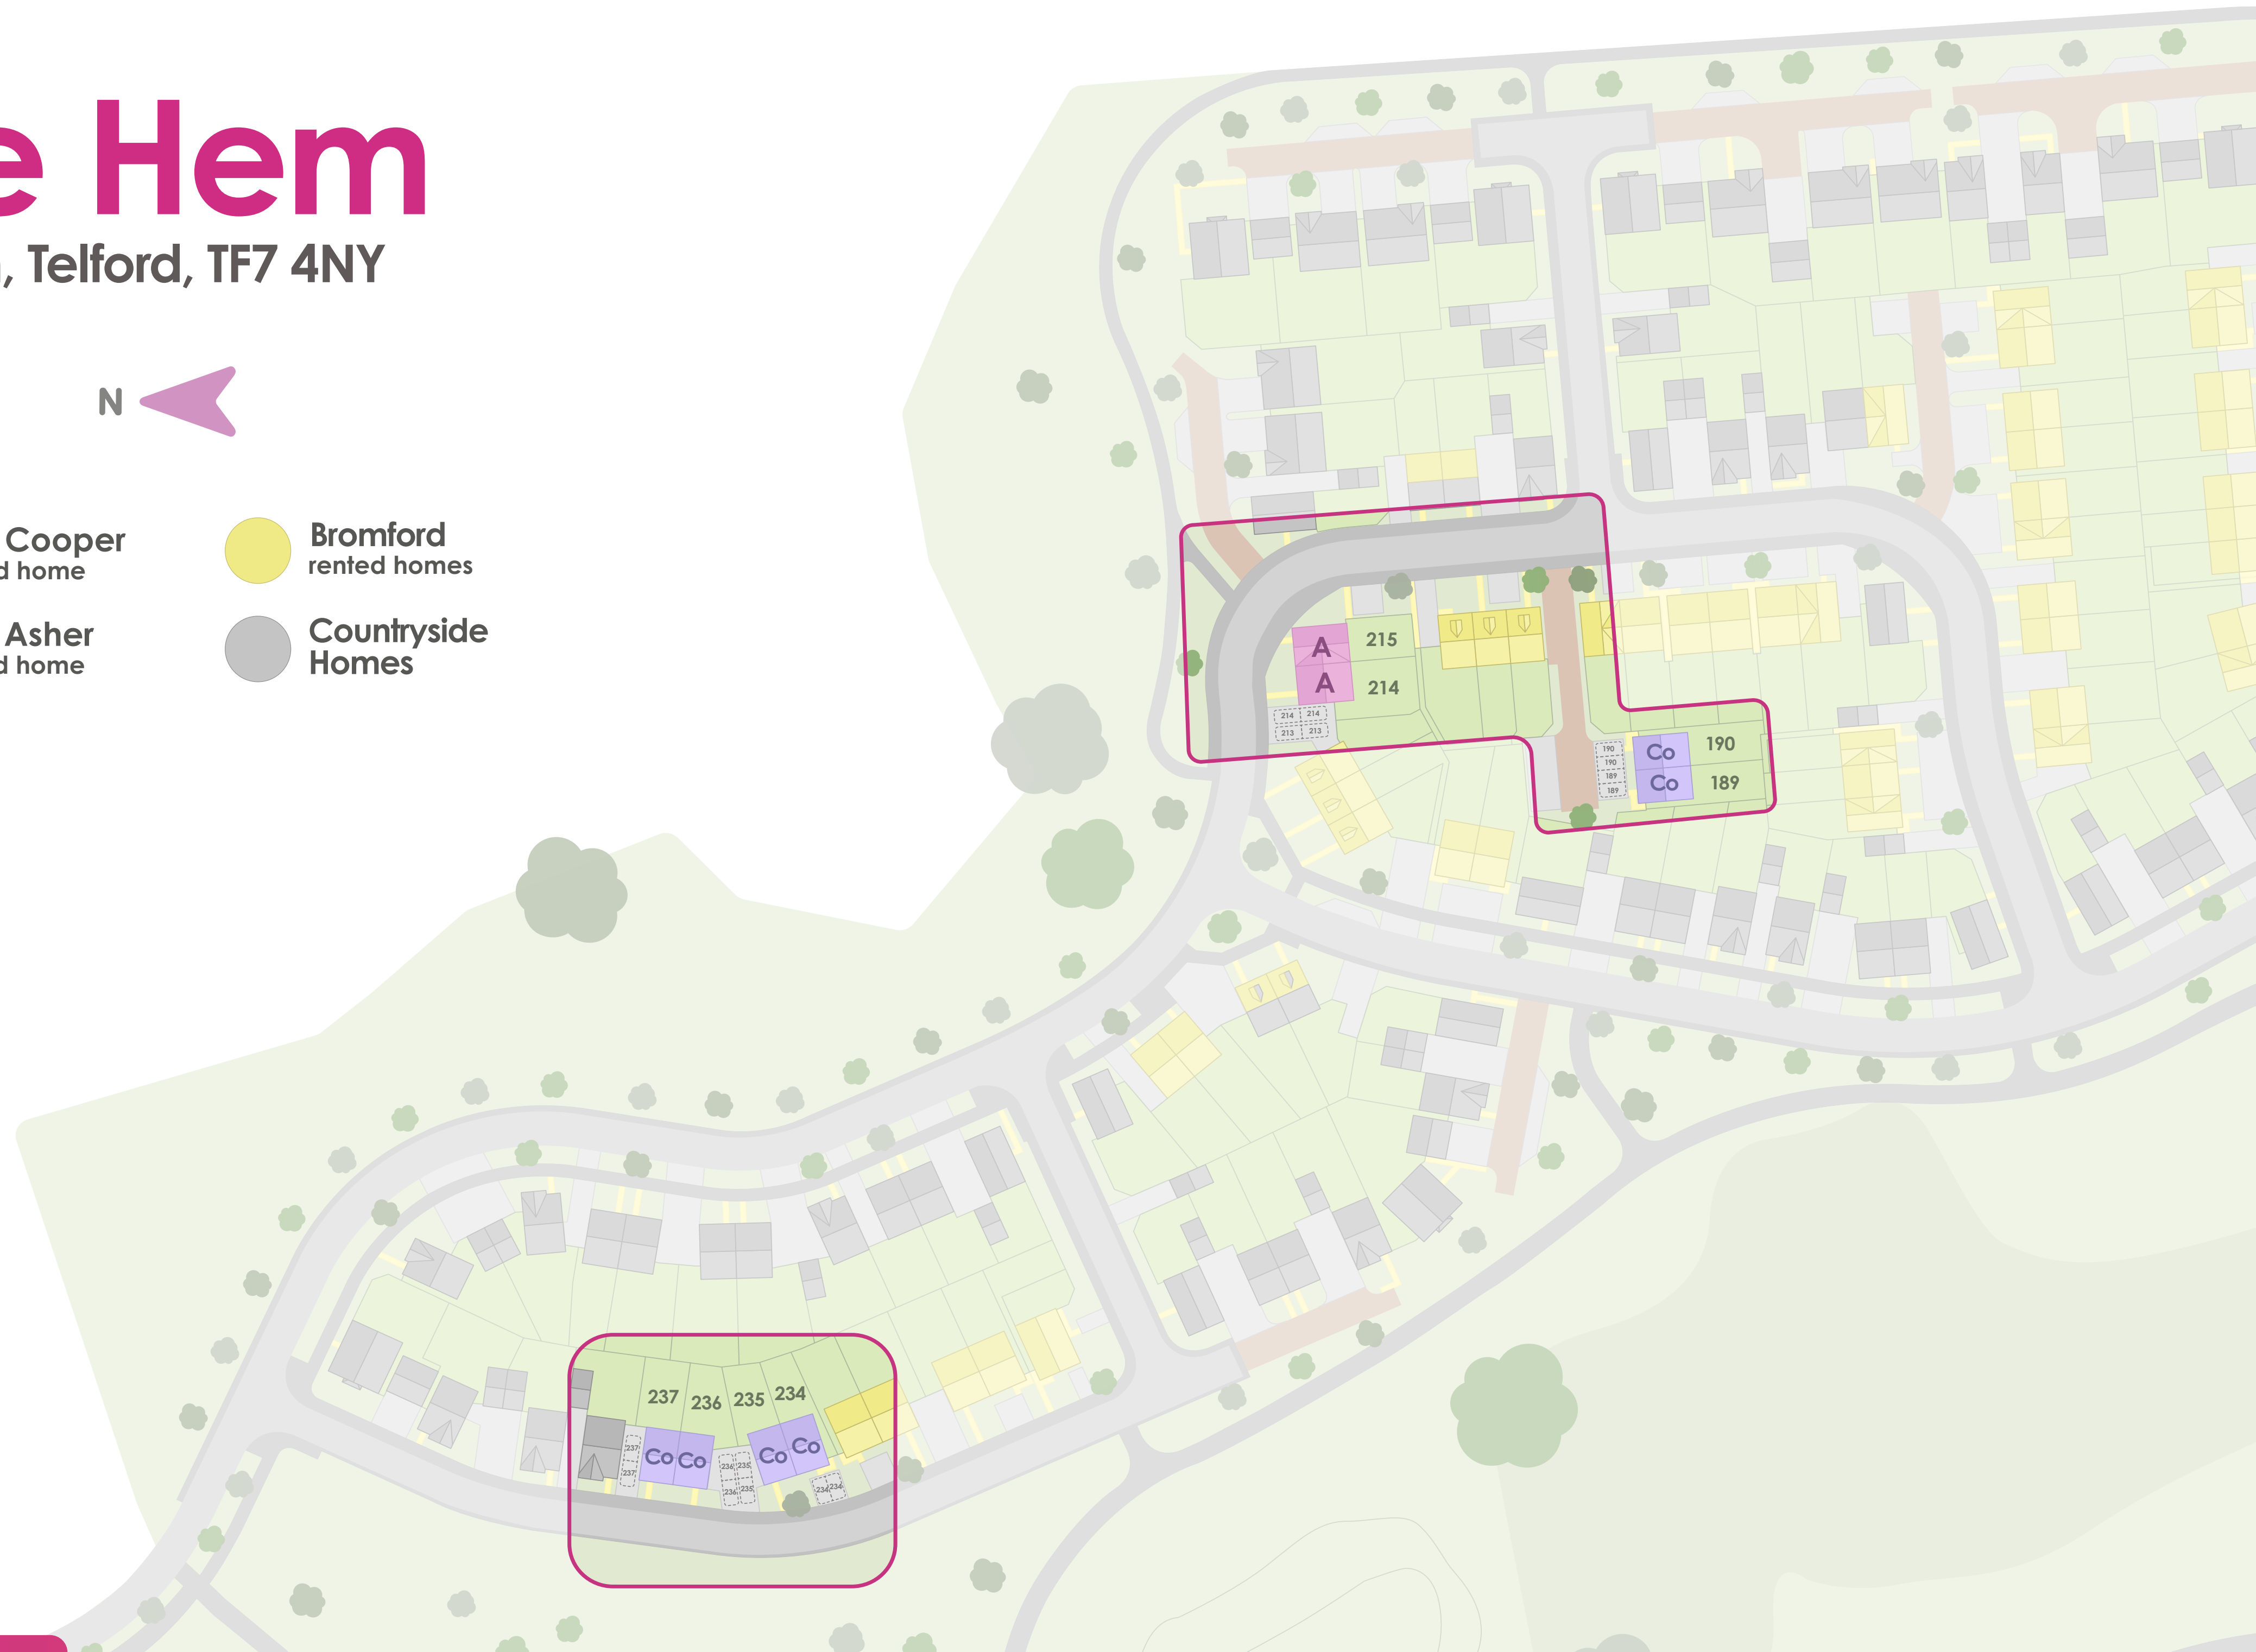 e Hem
, Telford, TF7 4NY
N
Cooper
d home
Bromford
rented homes
Asher
d home
Countryside
Homes
A
215
A
214
214 214
213 213
190
190
189
189
Co
190
Co
189
237
236
235
234
237
237
Co
Co
236 235
236 235
Co
Co
234 234